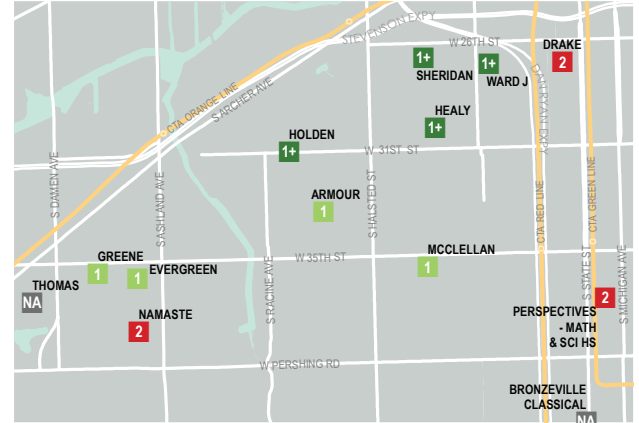 STEVENSON EXPY
W 26TH ST
DRAKE
2
1+
SHERIDAN
1+
WARD J
DAN RYAN EXPY
CTA ORANGE LINE
S ARCHER AVE
HEALY
1+
HOLDEN
1+
W 31ST ST
S DAMEN AVE
S ASHLAND AVE
ARMOUR
1
S HALSTED ST
CTA RED LINE
CTA GREEN LINE
GREENE
1
EVERGREEN
1
W 35TH ST
MCCLELLAN
1
S RACINE AVE
S STATE ST
S MICHIGAN AVE
THOMAS
NA
NAMASTE
2
2
PERSPECTIVES
- MATH
& SCI HS
W PERSHING RD
BRONZEVILLE
CLASSICAL
NA